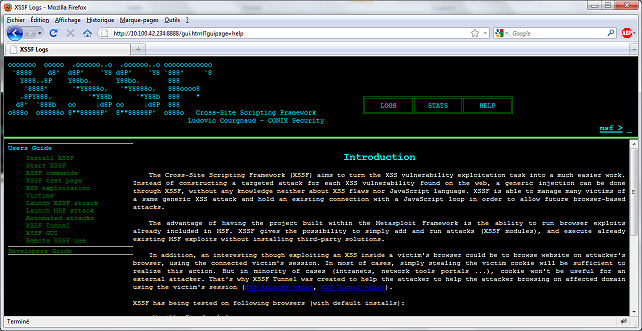 XSSF Logs - Mozilla Firefox
Fichier Édition Affichage Historique Marque-pages Outils ?
http://10.100.42.234:8888/gui.html?guipage=help
Google
ABP
XSSF Logs
Cross-Site Scripting Framework
Ludovic Courgnaud - CONIX Security
LOGS STATS HELP
msf > _
Users Guide
Install XSSF
Start XSSF
XSSF commands
XSSF test page
XSS exploitation
Victims
Launch XSSF attack
Launch MSF attack
Automated attacks
XSSF Tunnel
XSSF GUI
Remote XSSF use
Developers Guide
Introduction
The Cross-Site Scripting Framework (XSSF) aims to turn the XSS vulnerability exploitation task into a much easier work.
Instead of constructing a targeted attack for each XSS vulnerability found on the web, a generic injection can be done
through XSSF, without any knowledge neither about XSS flaws nor JavaScript language. XSSF is able to manage many victims of
a same generic XSS attack and hold an existing connection with a JavaScript loop in order to allow future browser-based
attacks.
The advantage of having the project built within the Metasploit Framework is the ability to run browser exploits
already included in MSF. XSSF gives the possibility to simply add and run attacks (XSSF modules), and execute already
existing MSF exploits without installing third-party solutions.
In addition, an interesting though exploiting an XSS inside a victim's browser could be to browse website on attacker's
browser, using the connected victim's session. In most of cases, simply stealing the victim cookie will be sufficient to
realize this action. But in minority of cases (intranets, network tools portals ...), cookie won't be useful for an
external attacker. That's why XSSF Tunnel was created to help the attacker to help the attacker browsing on affected domain
using the victim's session
XSSF has being tested on following browsers (with default installs):
Terminé